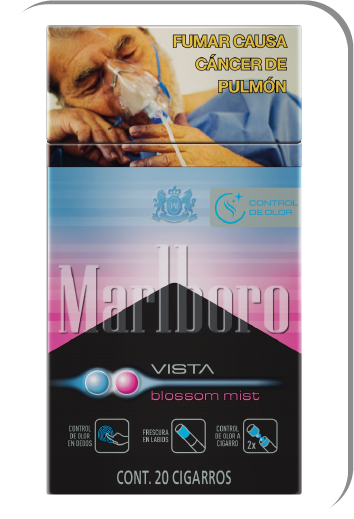 FUMAR CAUSA
CÁNCER DE
PULMÓN
CONTROL
DE OLOR
Marlboro
VISTA
blossom mist
CONTROL
DE OLOR
EN DEDOS
FRESCURA
EN LABIOS
CONTROL
DE OLOR A
CIGARRO
2x
CONT. 20 CIGARROS